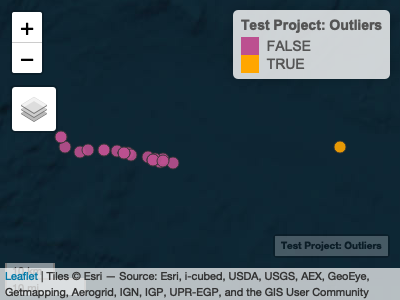 +
Test Project: Outliers
FALSE
TRUE
−
Test Project: Outliers
Leaflet | Tiles © Esri — Source: Esri, i-cubed, USDA, USGS, AEX, GeoEye,
Getmapping, Aerogrid, IGN, IGP, UPR-EGP, and the GIS User Community